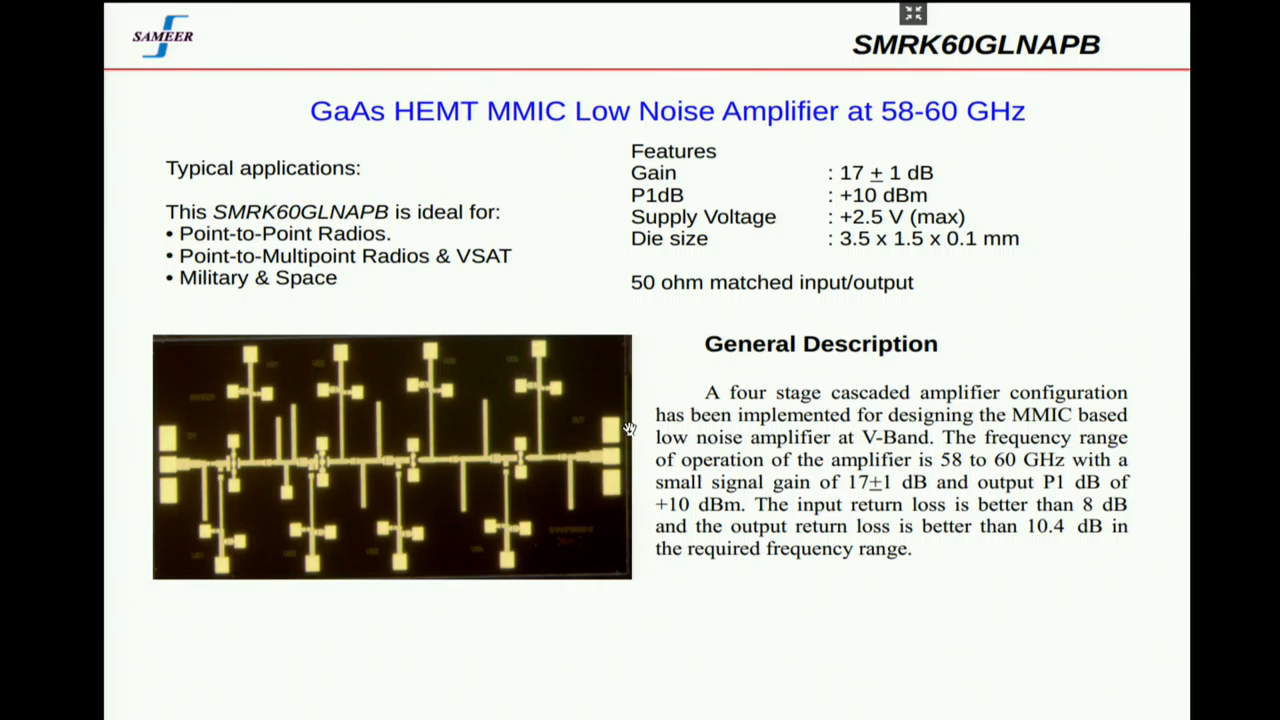 SAMEER
SMRK60GLNAPB
GaAs HEMT MMIC Low Noise Amplifier at 58-60 GHz
Typical applications:
This SMRK60GLNAPB is ideal for:
• Point-to-Point Radios.
• Point-to-Multipoint Radios & VSAT
• Military & Space
Features
Gain : 17 ± 1 dB
P1dB : +10 dBm
Supply Voltage : +2.5 V (max)
Die size : 3.5 x 1.5 x 0.1 mm
50 ohm matched input/output
General Description
A four stage cascaded amplifier configuration
has been implemented for designing the MMIC based
low noise amplifier at V-Band. The frequency range
of operation of the amplifier is 58 to 60 GHz with a
small signal gain of 17±1 dB and output P1 dB of
+10 dBm. The input return loss is better than 8 dB
and the output return loss is better than 10.4 dB in
the required frequency range.